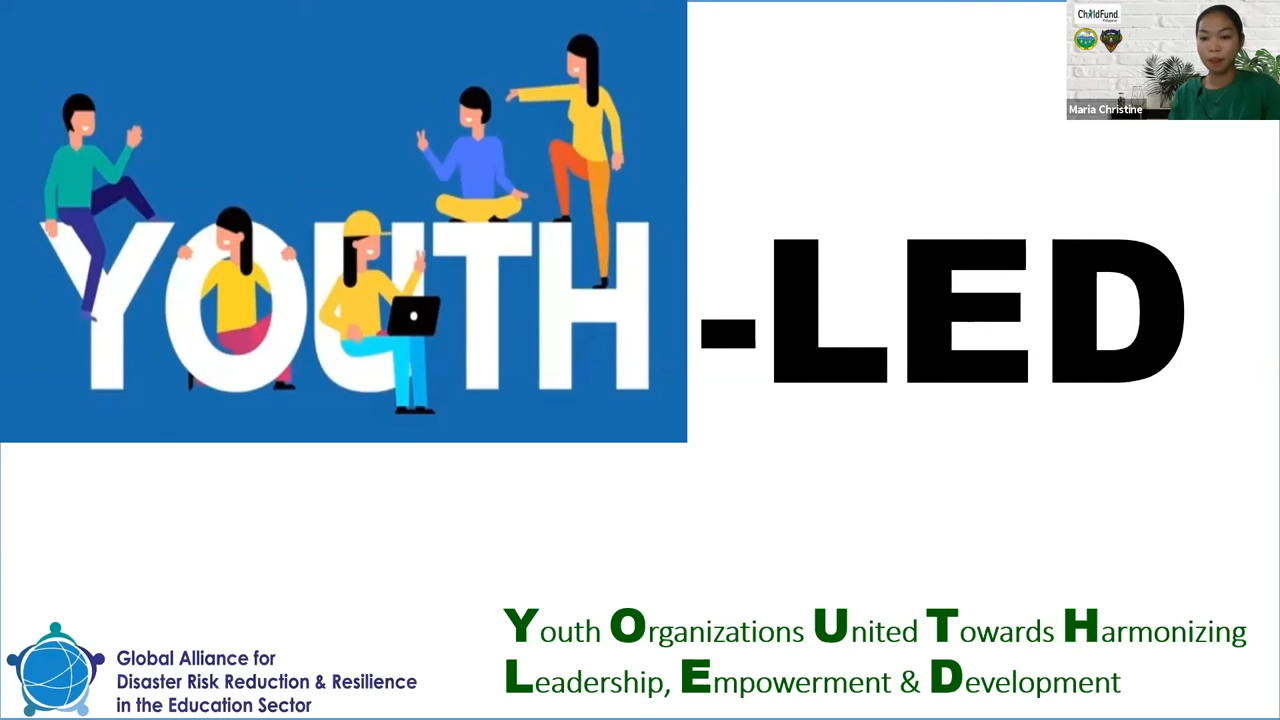 ChildFund
Maria Christine
YOUTH
-LED
Youth Organizations United Towards Harmonizing
Leadership, Empowerment & Development
Global Alliance for
Disaster Risk Reduction & Resilience
in the Education Sector